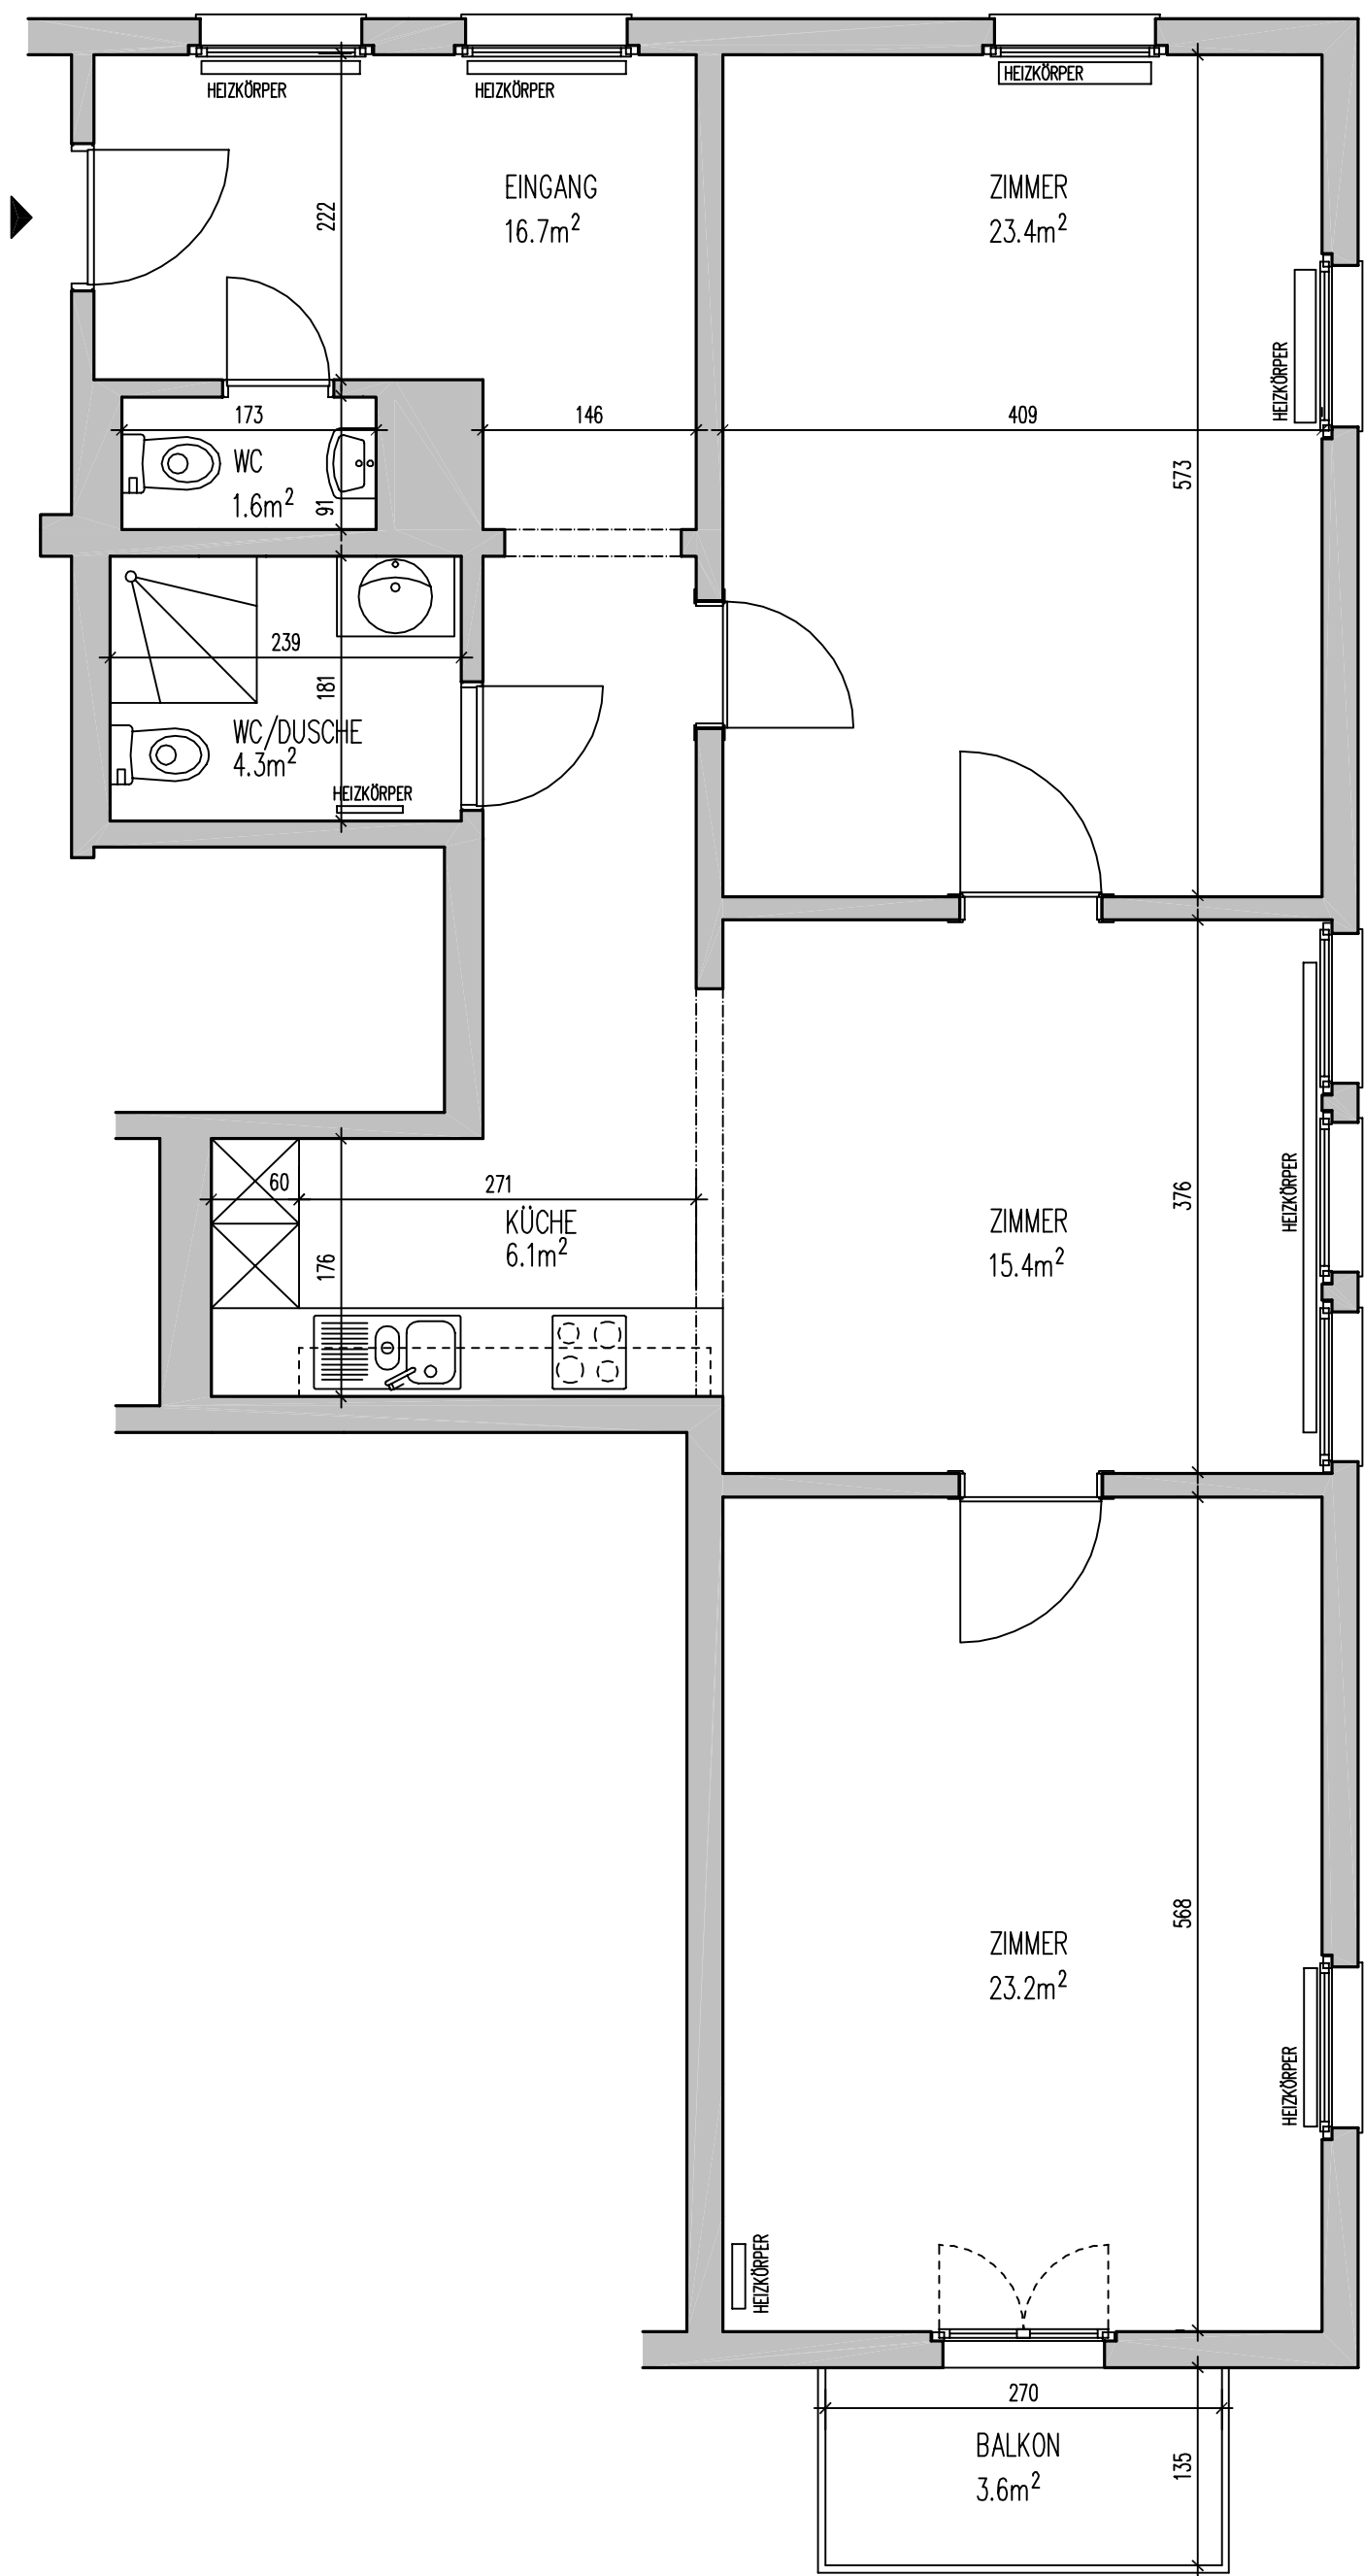 HEIZKÖRPER
HEIZKÖRPER
HEIZKÖRPER
EINGANG
16.7m²
222
ZIMMER
23.4m²
HEIZKÖRPER
173
146
409
WC
1.6m²
91
573
239
181
WC/DUSCHE
4.3m²
HEIZKÖRPER
60
271
KÜCHE
6.1m²
176
ZIMMER
15.4m²
376
HEIZKÖRPER
568
ZIMMER
23.2m²
HEIZKÖRPER
HEIZKÖRPER
270
BALKON
3.6m²
135